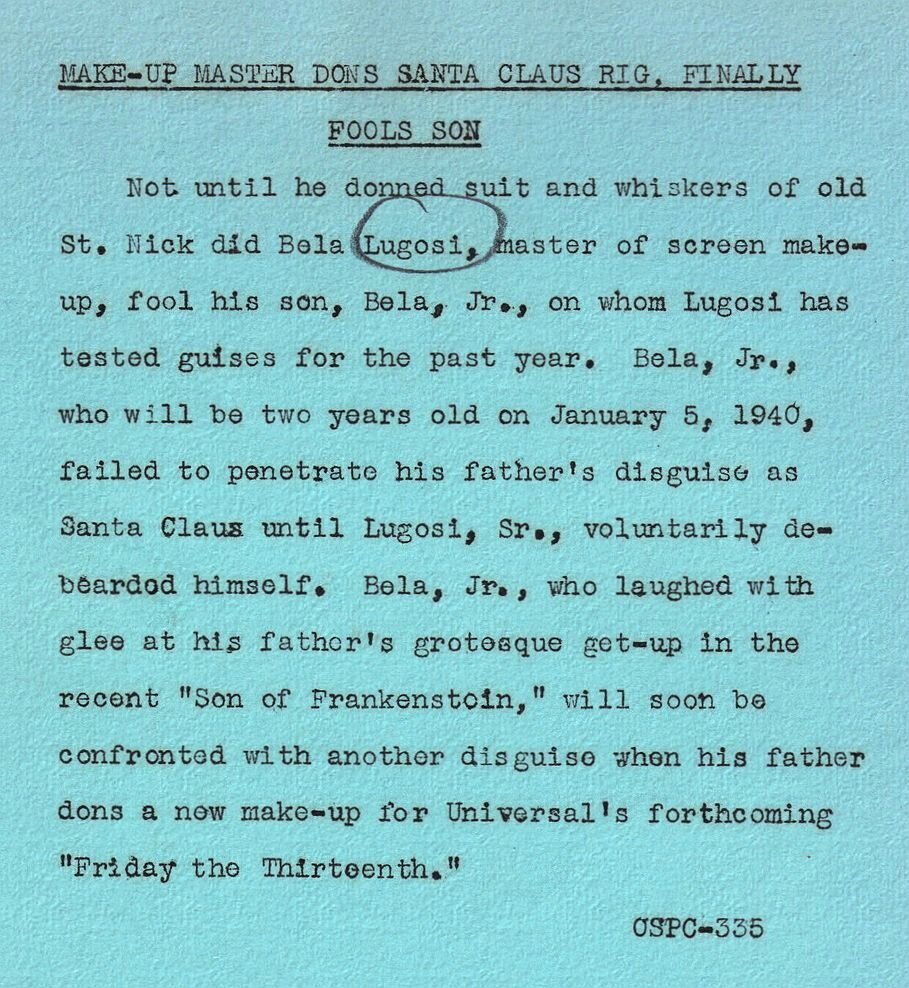 MAKE-UP MASTER DONS SANTA CLAUS RIG, FINALLY
FOOLS SON
Not until he donned suit and whiskers of old
St. Nick did Bela Lugosi, master of screen make-
up, fool his son, Bela, Jr., on whom Lugosi has
tested guises for the past year. Bela, Jr.,
who will be two years old on January 5, 1940,
failed to penetrate his father's disguise as
Santa Claus until Lugosi, Sr., voluntarily de-
bearded himself. Bela, Jr., who laughed with
glee at his father's grotesque get-up in the
recent "Son of Frankenstein," will soon be
confronted with another disguise when his father
dons a new make-up for Universal's forthcoming
"Friday the Thirteenth."
OSPC-335